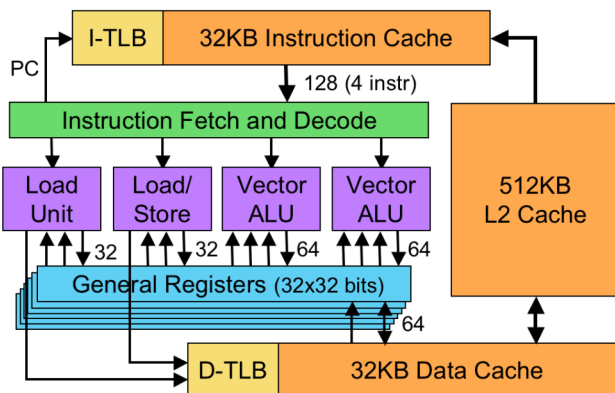 I-TLB
32KB Instruction Cache
PC
128 (4 instr)
Instruction Fetch and Decode
Load
Unit
Load/
Store
Vector
ALU
Vector
ALU
512KB
L2 Cache
32
32
64
64
General Registers (32x32 bits)
64
D-TLB
32KB Data Cache